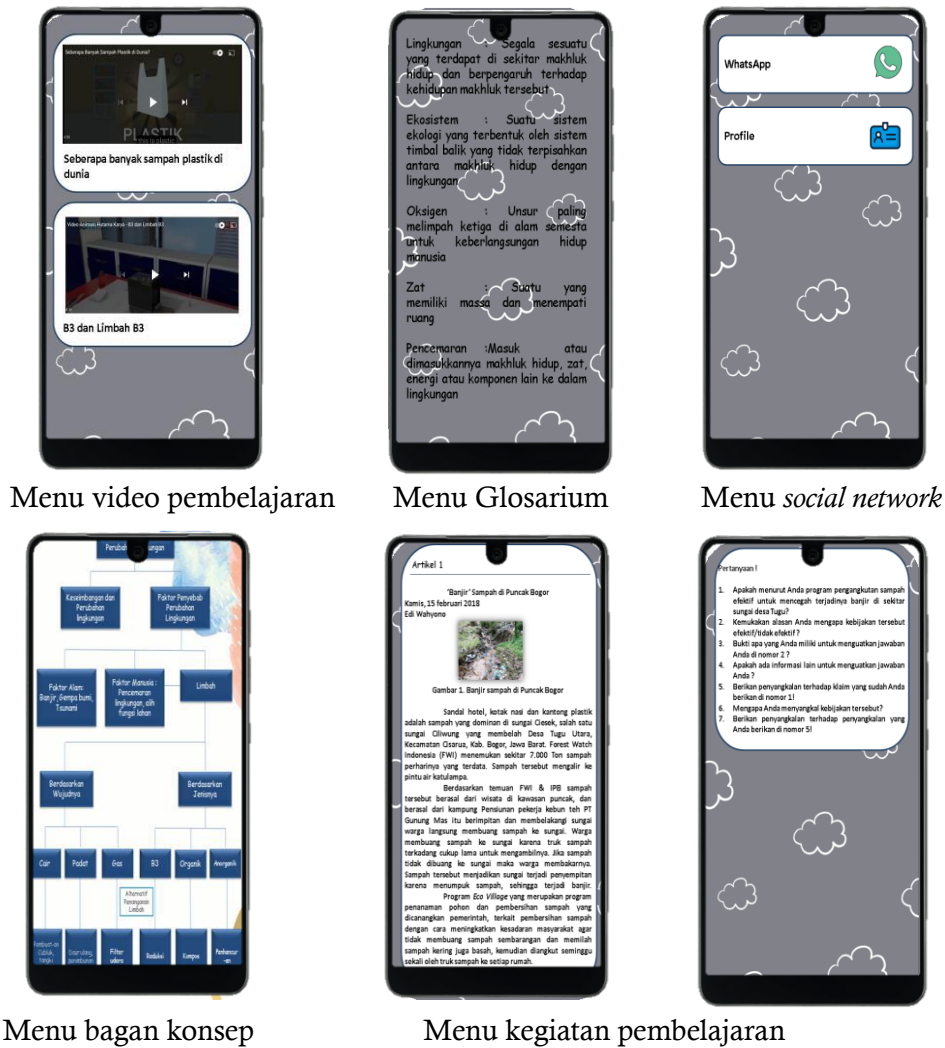 Seberapa Banyak Sampah Plastik di Dunia?
PLASTIK
Seberapa banyak sampah plastik di
dunia
Video Animasi Hutama Karya - B3 dan Limbah B3
B3 dan Limbah B3
Menu video pembelajaran
Lingkungan : Segala sesuatu
yang terdapat di sekitar makhluk
hidup dan berpengaruh terhadap
kehidupan makhluk tersebut
Ekosistem : Suatu sistem
ekologi yang terbentuk oleh sistem
timbal balik yang tidak terpisahkan
antara makhluk hidup dengan
lingkungan
Oksigen : Unsur paling
melimpah ketiga di alam semesta
untuk keberlangsungan hidup
manusia
Zat : Suatu yang
memiliki massa dan menempati
ruang
Pencemaran :Masuk atau
dimasukkannya makhluk hidup, zat,
energi atau komponen lain ke dalam
lingkungan
Menu Glosarium
WhatsApp
Profile
Menu social network
Keseimbangan dan
Perubahan
lingkungan
Faktor Penyebab
Perubahan
Lingkungan
Faktor Alam:
Banjir, Gempa bumi,
Tsunami
Faktor Manusia :
Pencemaran
lingkungan, alih
fungsi lahan
Limbah
Berdasarkan
Wujudnya
Berdasarkan
Jenisnya
Cair
Padat
Gas
B3
Organik
Anorganik
Alternatif
Penanganan
Limbah
Filter
udara
Reduksi
Kompos
Menu bagan konsep
Artikel 1
'Banjir' Sampah di Puncak Bogor
Kamis, 15 februari 2018
Edi Wahyono
Gambar 1. Banjir sampah di Puncak Bogor
Sandal hotel, kotak nasi dan kantong plastik
adalah sampah yang dominan di sungai Ciesek, salah satu
sungai Ciliwung yang membelah Desa Tugu Utara,
Kecamatan Cisarua, Kab. Bogor, Jawa Barat. Forest Watch
Indonesia (FWI) menemukan sekitar 7.000 Ton sampah
perharinya yang terdata. Sampah tersebut mengalir ke
pintu air katulampa.
Berdasarkan temuan FWI & IPB sampah
tersebut berasal dari wisata di kawasan puncak, dan
berasal dari kampung Pensiunan pekerja kebun teh PT
Gunung Mas itu berimpitan dan membelakangi sungai
warga langsung membuang sampah ke sungai. Warga
membuang sampah ke sungai karena truk sampah
terkadang cukup lama untuk mengambilnya. Jika sampah
tidak dibuang ke sungai maka warga membakarnya.
Sampah tersebut menjadikan sungai terjadi penyempitan
karena menumpuk sampah, sehingga terjadi banjir.
Program Eco Village yang merupakan program
penanaman pohon dan pembersihan sampah yang
dicanangkan pemerintah, terkait pembersihan sampah
dengan cara meningkatkan kesadaran masyarakat agar
tidak membuang sampah sembarangan dan memilah
sampah kering juga basah, kemudian diangkut seminggu
sekali oleh truk sampah ke setiap rumah.
Pertanyaan !
1. Apakah menurut Anda program pengangkutan sampah
efektif untuk mencegah terjadinya banjir di sekitar
sungai desa Tugu?
2. Kemukakan alasan Anda mengapa kebijakan tersebut
efektif/tidak efektif ?
3. Bukti apa yang Anda miliki untuk menguatkan jawaban
Anda di nomor 2 ?
4. Apakah ada informasi lain untuk menguatkan jawaban
Anda ?
5. Berikan penyangkalan terhadap klaim yang sudah Anda
berikan di nomor 1!
6. Mengapa Anda menyangkal kebijakan tersebut?
7. Berikan penyangkalan terhadap penyangkalan yang
Anda berikan di nomor 5!
Menu kegiatan pembelajaran